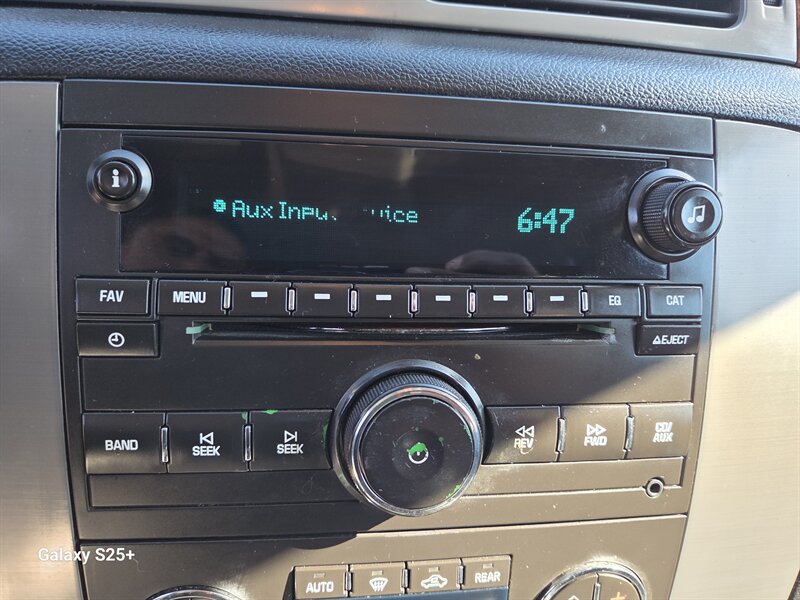 i
Aux Input
6:47
FAV
MENU
EQ
CAT
EJECT
BAND
SEEK
SEEK
REV
FWD
CD/
AUX
AUTO
REAR
Galaxy S25+